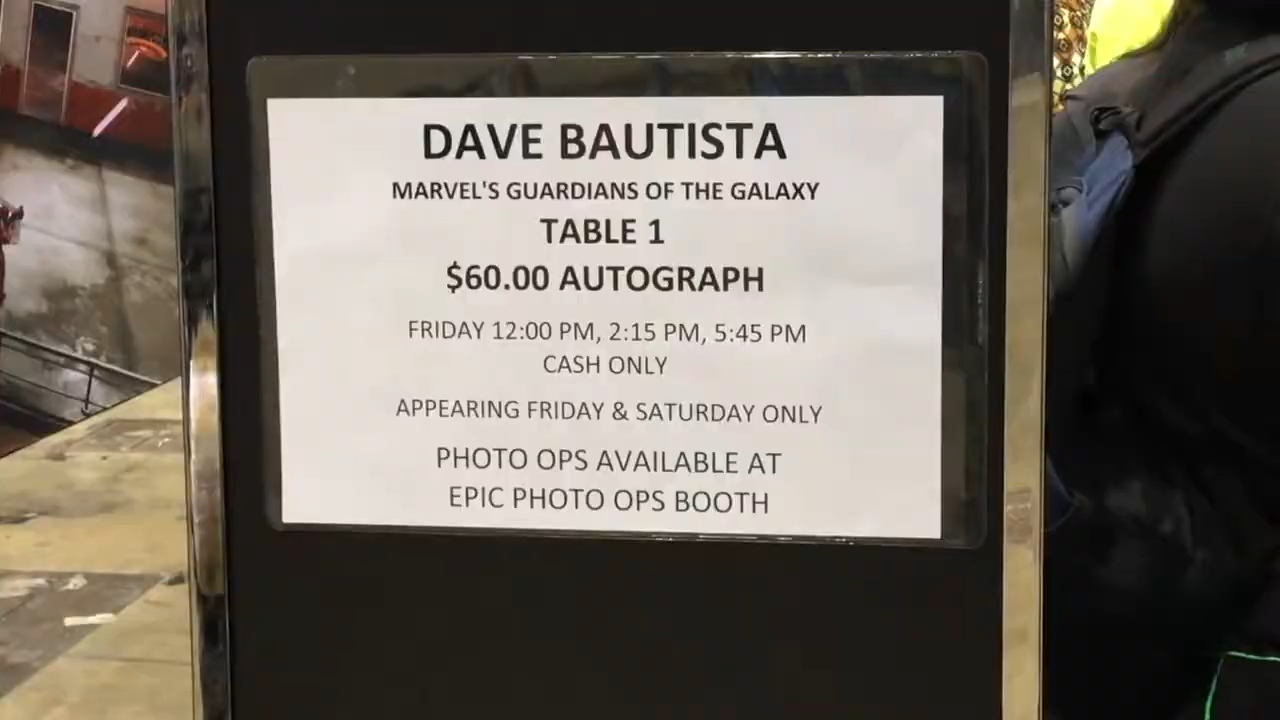 DAVE BAUTISTA
MARVEL'S GUARDIANS OF THE GALAXY
TABLE 1
$60.00 AUTOGRAPH
FRIDAY 12:00 PM, 2:15 PM, 5:45 PM
CASH ONLY
APPEARING FRIDAY & SATURDAY ONLY
PHOTO OPS AVAILABLE AT
EPIC PHOTO OPS BOOTH